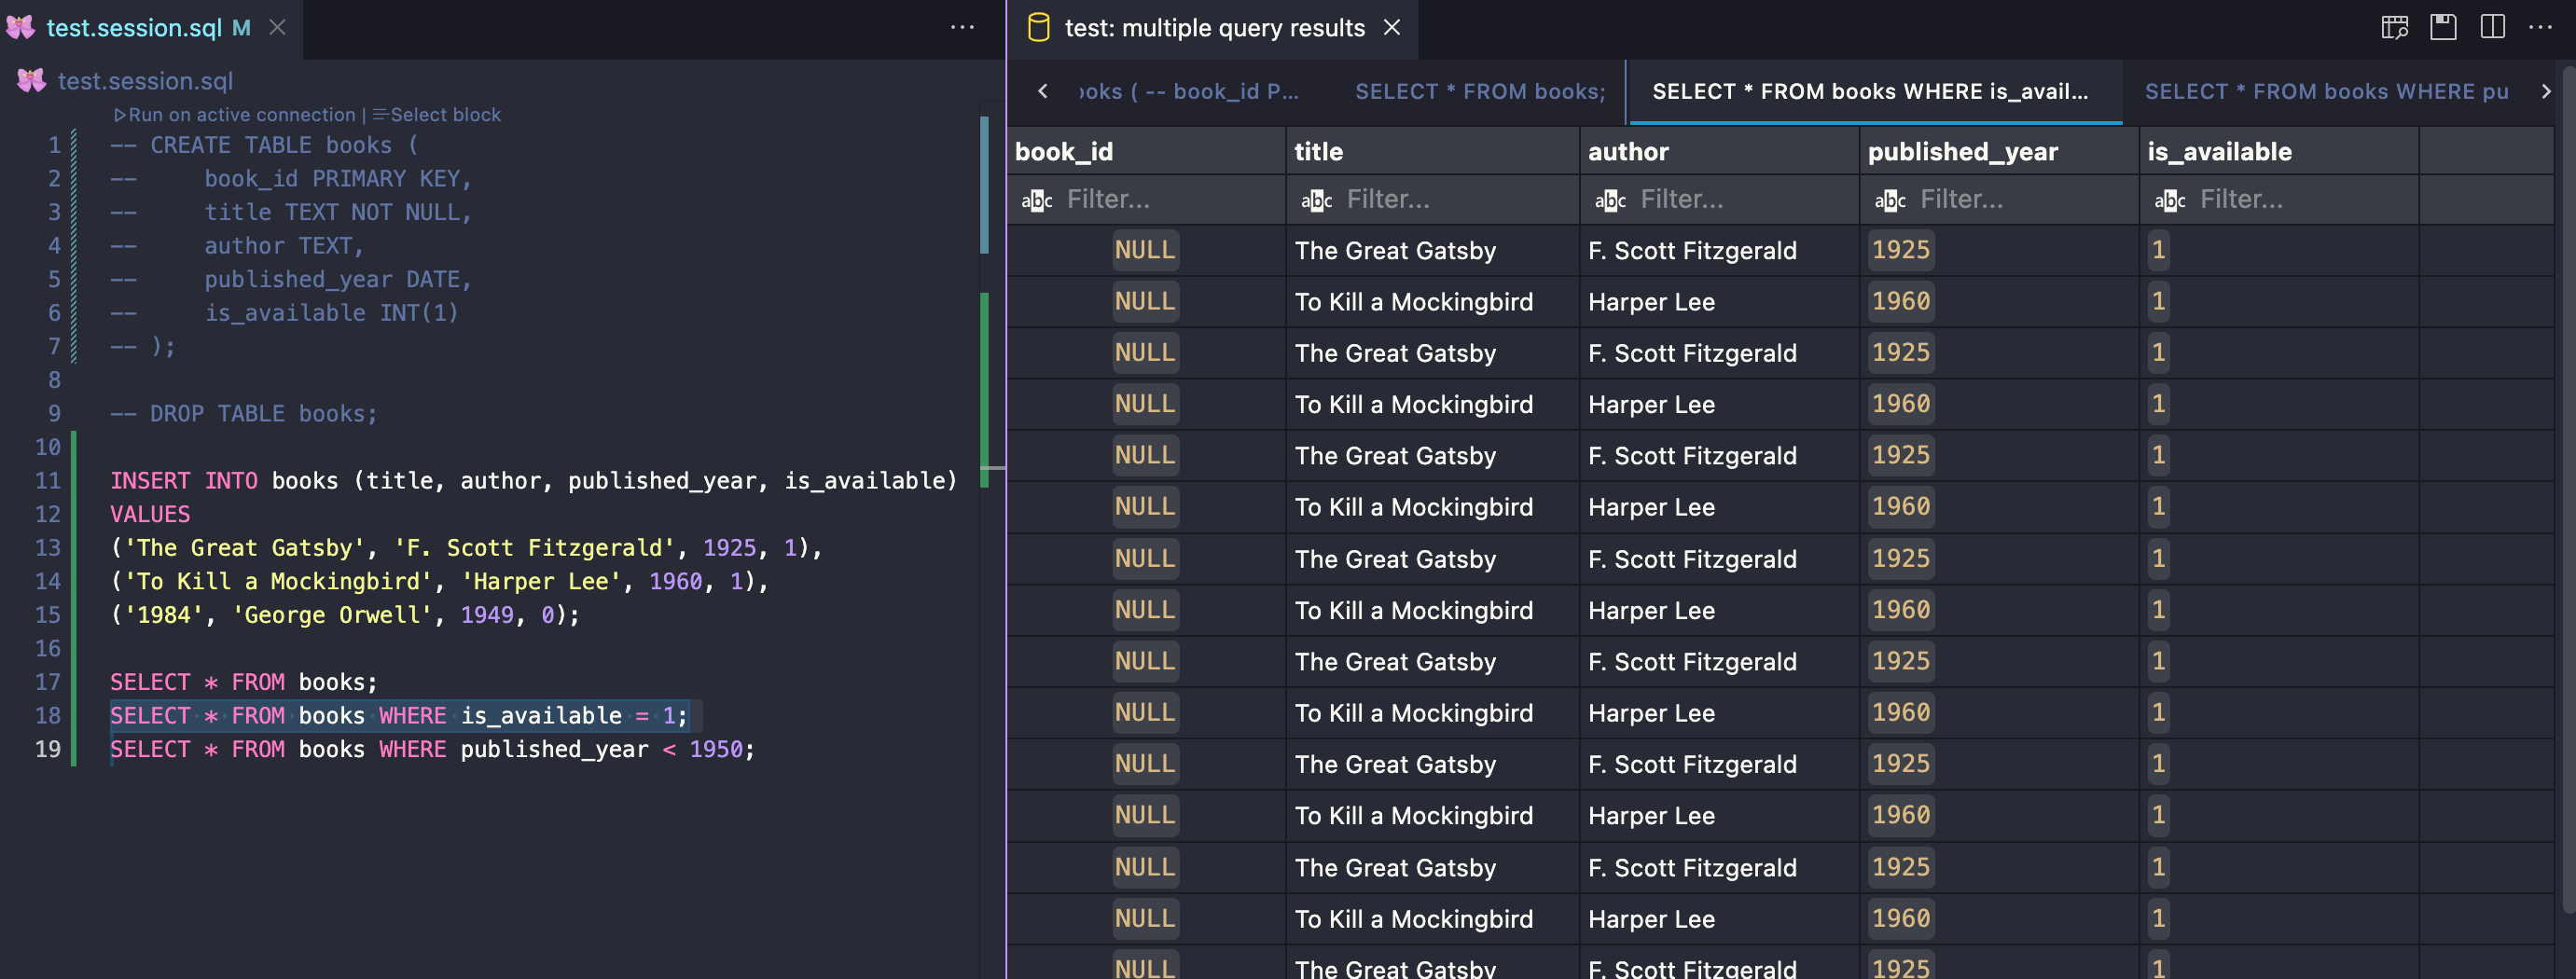 test.session.sql M
test.session.sql
Run on active connection | Select block
1 -- CREATE TABLE books (
2 --     book_id PRIMARY KEY,
3 --     title TEXT NOT NULL,
4 --     author TEXT,
5 --     published_year DATE,
6 --     is_available INT(1)
7 -- );
8
9 -- DROP TABLE books;
10
11 INSERT INTO books (title, author, published_year, is_available)
12 VALUES
13 ('The Great Gatsby', 'F. Scott Fitzgerald', 1925, 1),
14 ('To Kill a Mockingbird', 'Harper Lee', 1960, 1),
15 ('1984', 'George Orwell', 1949, 0);
16
17 SELECT * FROM books;
18 SELECT * FROM books WHERE is_available = 1;
19 SELECT * FROM books WHERE published_year < 1950;
test: multiple query results
ooks ( -- book_id P... SELECT * FROM books; SELECT * FROM books WHERE is_avail... SELECT * FROM books WHERE pu
book_id title author published_year is_available
abc Filter... abc Filter... abc Filter... abc Filter... abc Filter...
NULL The Great Gatsby F. Scott Fitzgerald 1925 1
NULL To Kill a Mockingbird Harper Lee 1960 1
NULL The Great Gatsby F. Scott Fitzgerald 1925 1
NULL To Kill a Mockingbird Harper Lee 1960 1
NULL The Great Gatsby F. Scott Fitzgerald 1925 1
NULL To Kill a Mockingbird Harper Lee 1960 1
NULL The Great Gatsby F. Scott Fitzgerald 1925 1
NULL To Kill a Mockingbird Harper Lee 1960 1
NULL The Great Gatsby F. Scott Fitzgerald 1925 1
NULL To Kill a Mockingbird Harper Lee 1960 1
NULL The Great Gatsby F. Scott Fitzgerald 1925 1
NULL To Kill a Mockingbird Harper Lee 1960 1
NULL The Great Gatsby F. Scott Fitzgerald 1925 1
NULL To Kill a Mockingbird Harper Lee 1960 1
NULL The Great Gatsby F. Scott Fitzgerald 1925 1